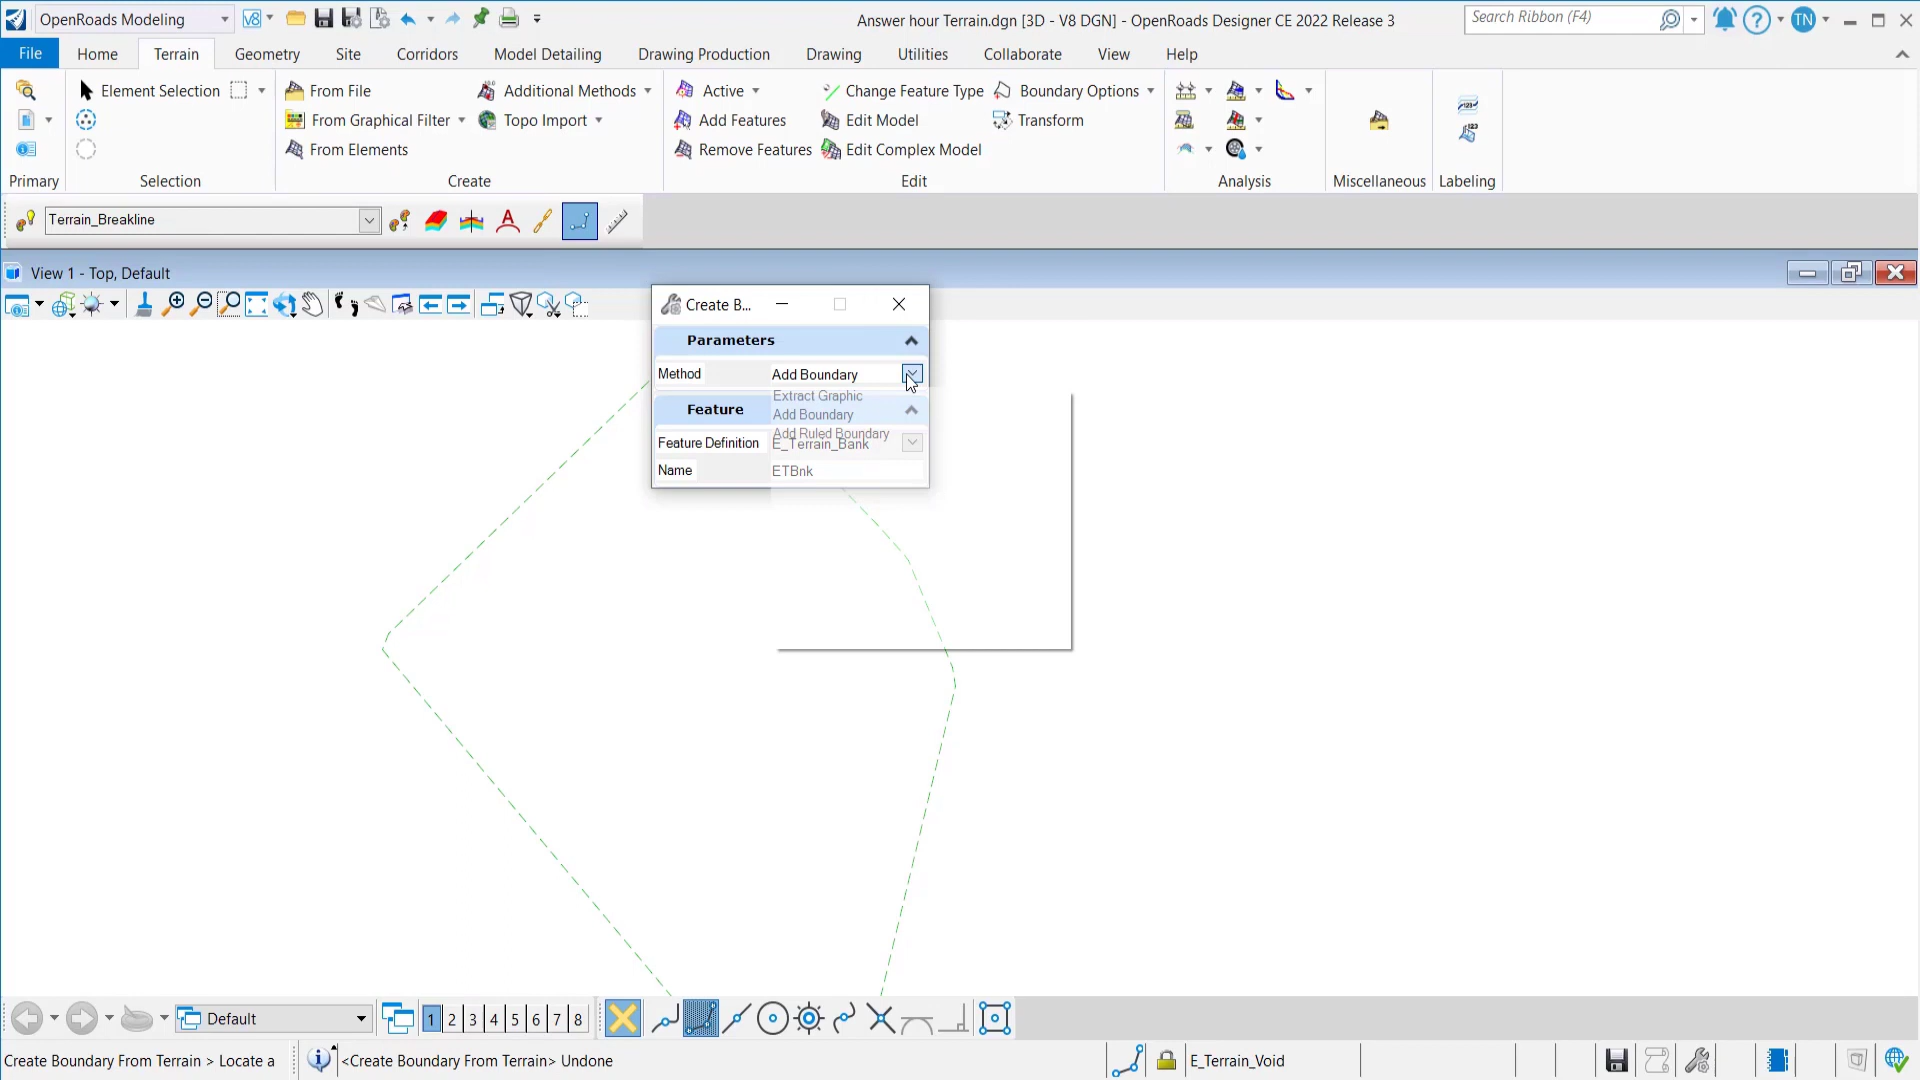 OpenRoads Modeling
V8
Answer hour Terrain.dgn [3D - V8 DGN] - OpenRoads Designer CE 2022 Release 3
Search Ribbon (F4)
TN
File Home Terrain Geometry Site Corridors Model Detailing Drawing Production Drawing Utilities Collaborate View Help
Element Selection
From File
Additional Methods
Active
Change Feature Type
Boundary Options
From Graphical Filter
Topo Import
Add Features
Edit Model
Transform
From Elements
Remove Features
Edit Complex Model
Primary Selection Create Edit Analysis Miscellaneous Labeling
Terrain_Breakline
View 1 - Top, Default
Create B...
Parameters
Method Add Boundary
Extract Graphic
Add Boundary
Add Ruled Boundary
Feature
Feature Definition E_Terrain_Bank
Name ETBnk
Default
1 2 3 4 5 6 7 8
Create Boundary From Terrain > Locate a
<Create Boundary From Terrain> Undone
E_Terrain_Void